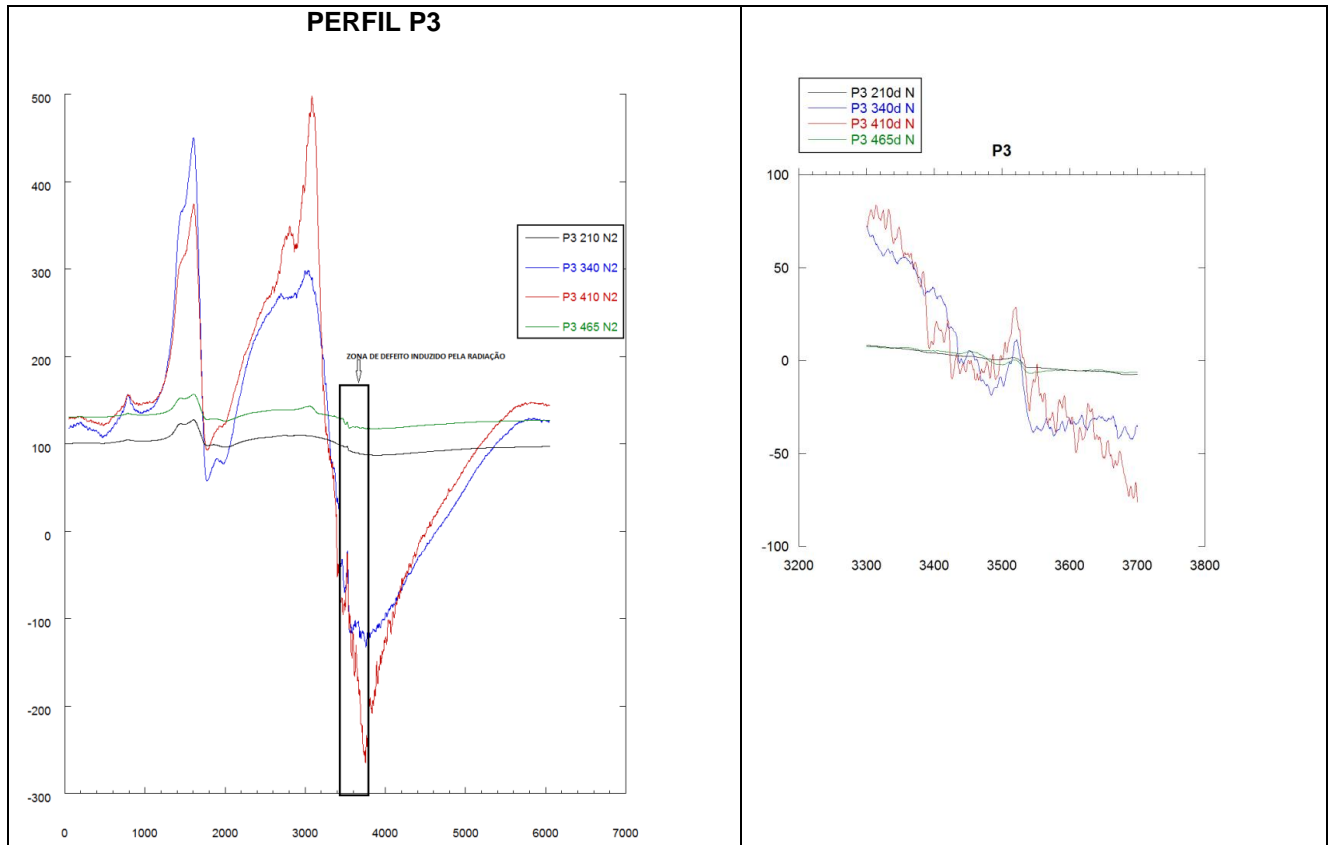 PERFIL P3
500
400
300
200
100
0
-100
-200
-300
0 1000 2000 3000 4000 5000 6000 7000
P3 210 N2
P3 340 N2
P3 410 N2
P3 465 N2
ZONA DE DEFEITO INDUZIDO PELA RADIAÇÃO
P3 210d N
P3 340d N
P3 410d N
P3 465d N
P3
100
50
0
-50
-100
3200 3300 3400 3500 3600 3700 3800